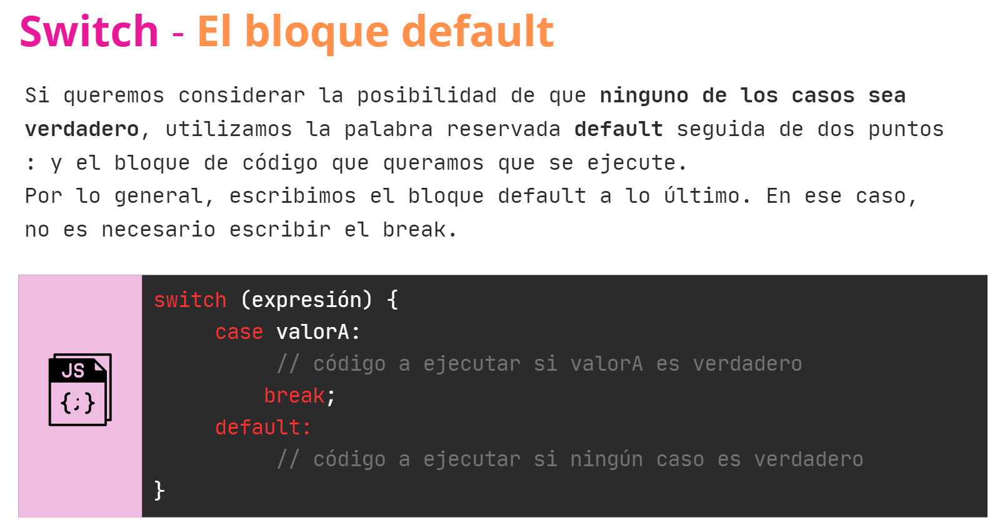 Switch - El bloque default
Si queremos considerar la posibilidad de que ninguno de los casos sea
verdadero, utilizamos la palabra reservada default seguida de dos puntos
: y el bloque de código que queramos que se ejecute.
Por lo general, escribimos el bloque default a lo último. En ese caso,
no es necesario escribir el break.
switch (expresión) {
case valorA:
// código a ejecutar si valorA es verdadero
break;
default:
// código a ejecutar si ningún caso es verdadero
}
JS
{;}